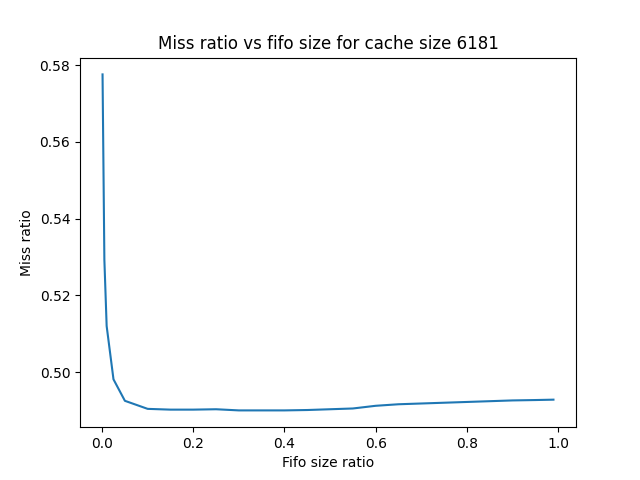 Miss ratio vs fifo size for cache size 6181
0.58
0.56
0.54
0.52
0.50
Miss ratio
0.0 0.2 0.4 0.6 0.8 1.0
Fifo size ratio